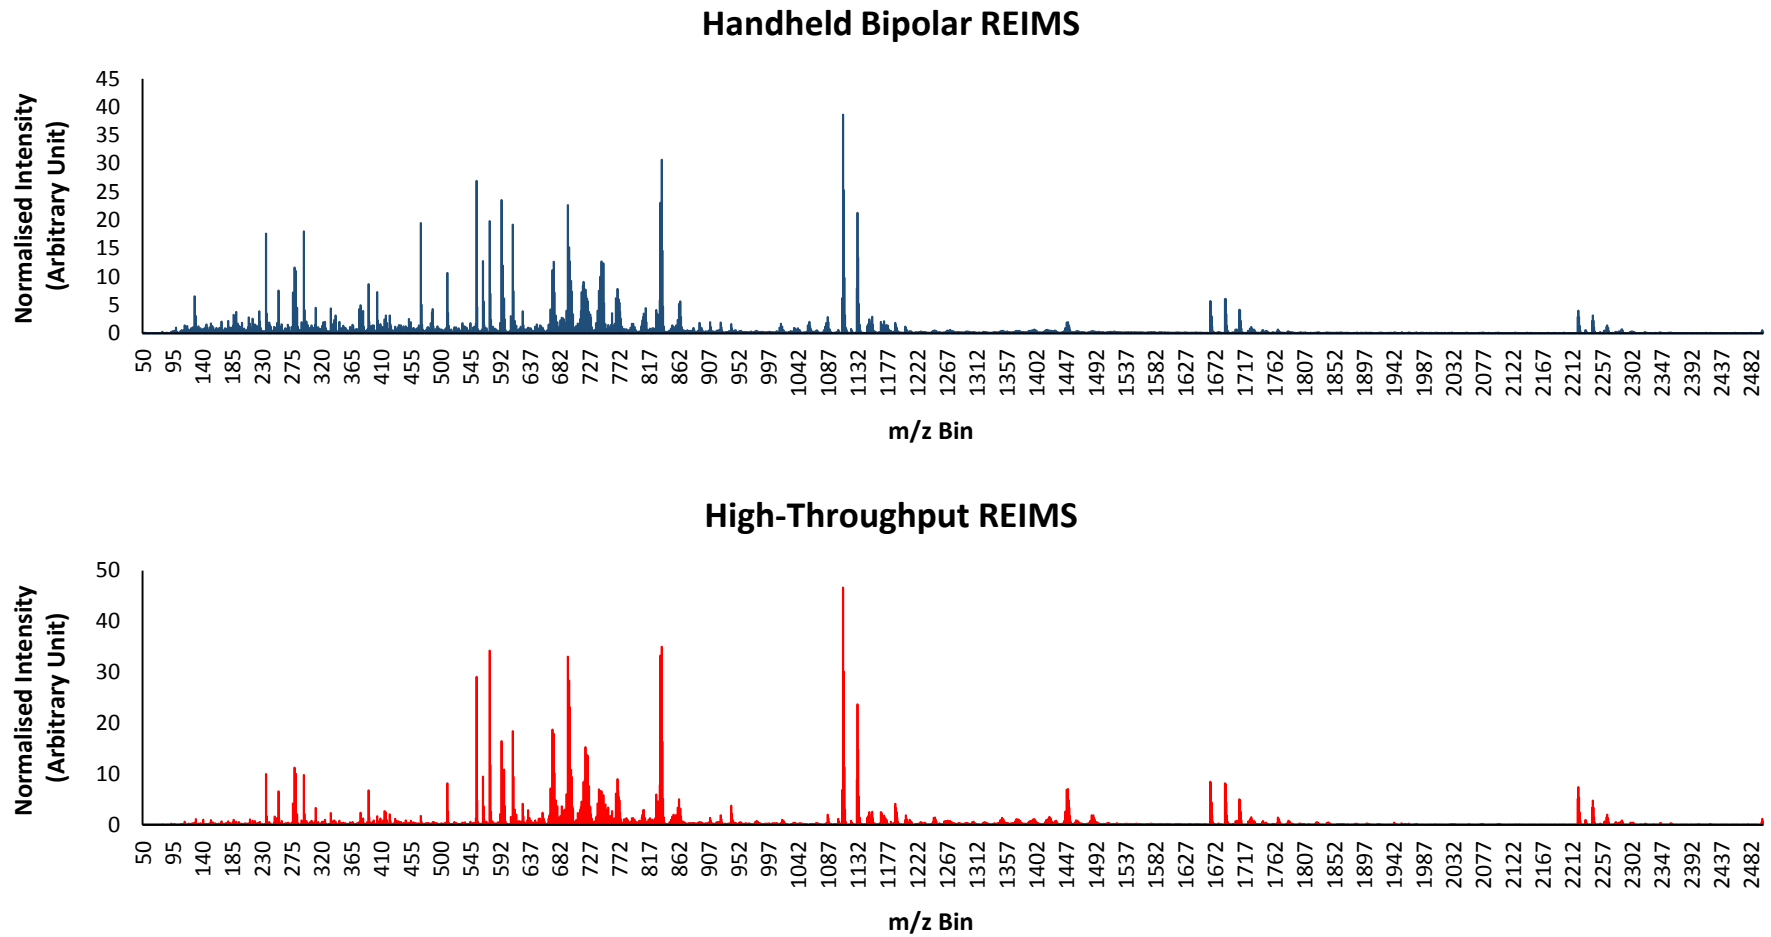 Handheld Bipolar REIMS
Normalised Intensity
(Arbitrary Unit)
45
40
35
30
25
20
15
10
5
0
50 95 140 185 230 275 320 365 410 455 500 545 592 637 682 727 772 817 862 907 952 997 1042 1087 1132 1177 1222 1267 1312 1357 1402 1447 1492 1537 1582 1627 1672 1717 1762 1807 1852 1897 1942 1987 2032 2077 2122 2167 2212 2257 2302 2347 2392 2437 2482
m/z Bin
High-Throughput REIMS
Normalised Intensity
(Arbitrary Unit)
50
40
30
20
10
0
50 95 140 185 230 275 320 365 410 455 500 545 592 637 682 727 772 817 862 907 952 997 1042 1087 1132 1177 1222 1267 1312 1357 1402 1447 1492 1537 1582 1627 1672 1717 1762 1807 1852 1897 1942 1987 2032 2077 2122 2167 2212 2257 2302 2347 2392 2437 2482
m/z Bin